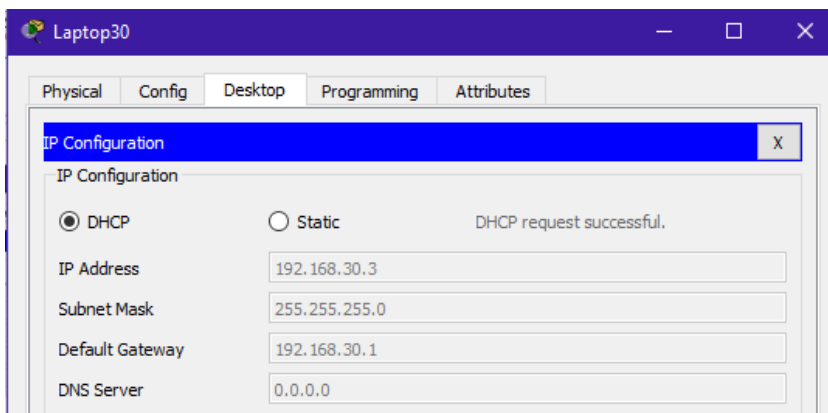 Laptop30
Physical Config Desktop Programming Attributes
IP Configuration X
IP Configuration
DHCP Static DHCP request successful.
IP Address 192.168.30.3
Subnet Mask 255.255.255.0
Default Gateway 192.168.30.1
DNS Server 0.0.0.0